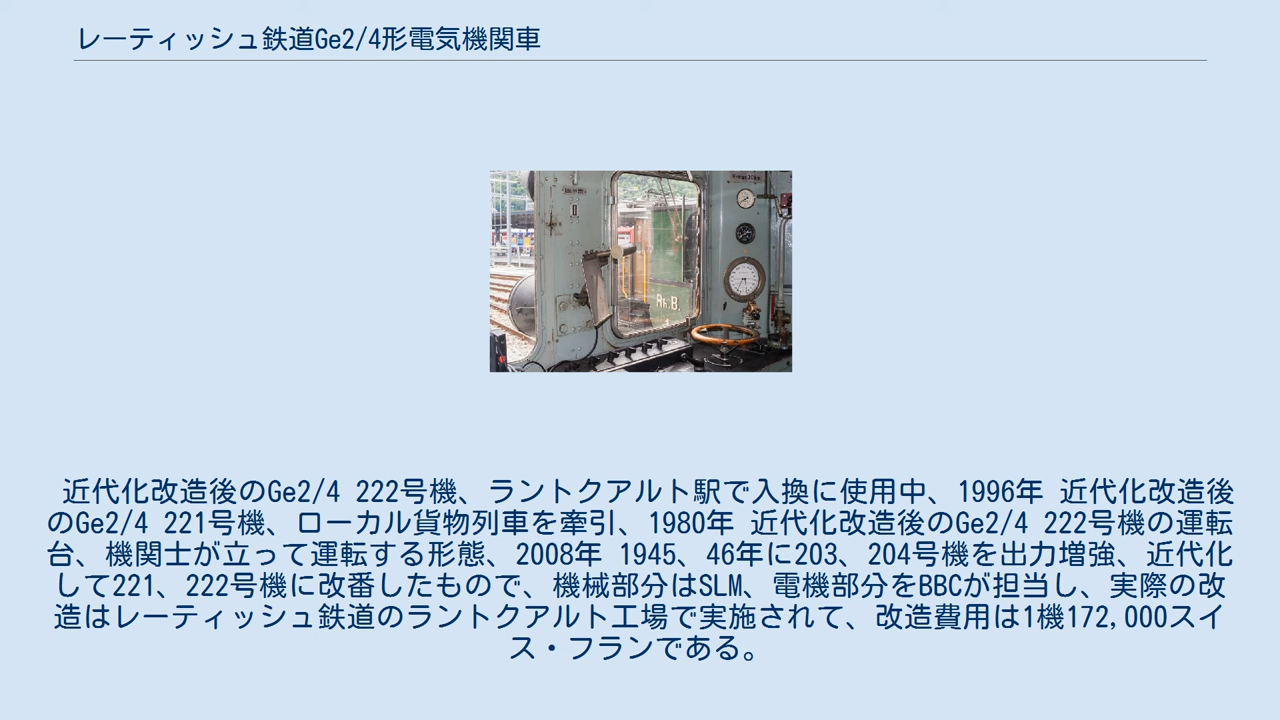 レーティッシュ鉄道Ge2/4形電気機関車
Rh.B.
近代化改造後のGe2/4 222号機、ラントクアルト駅で入換に使用中、1996年 近代化改造後
のGe2/4 221号機、ローカル貨物列車を牽引、1980年 近代化改造後のGe2/4 222号機の運転
台、機関士が立って運転する形態、2008年 1945、46年に203、204号機を出力増強、近代化
して221、222号機に改番したもので、機械部分はSLM、電機部分をBBCが担当し、実際の改
造はレーティッシュ鉄道のラントクアルト工場で実施されて、改造費用は1機172,000スイ
ス・フランである。